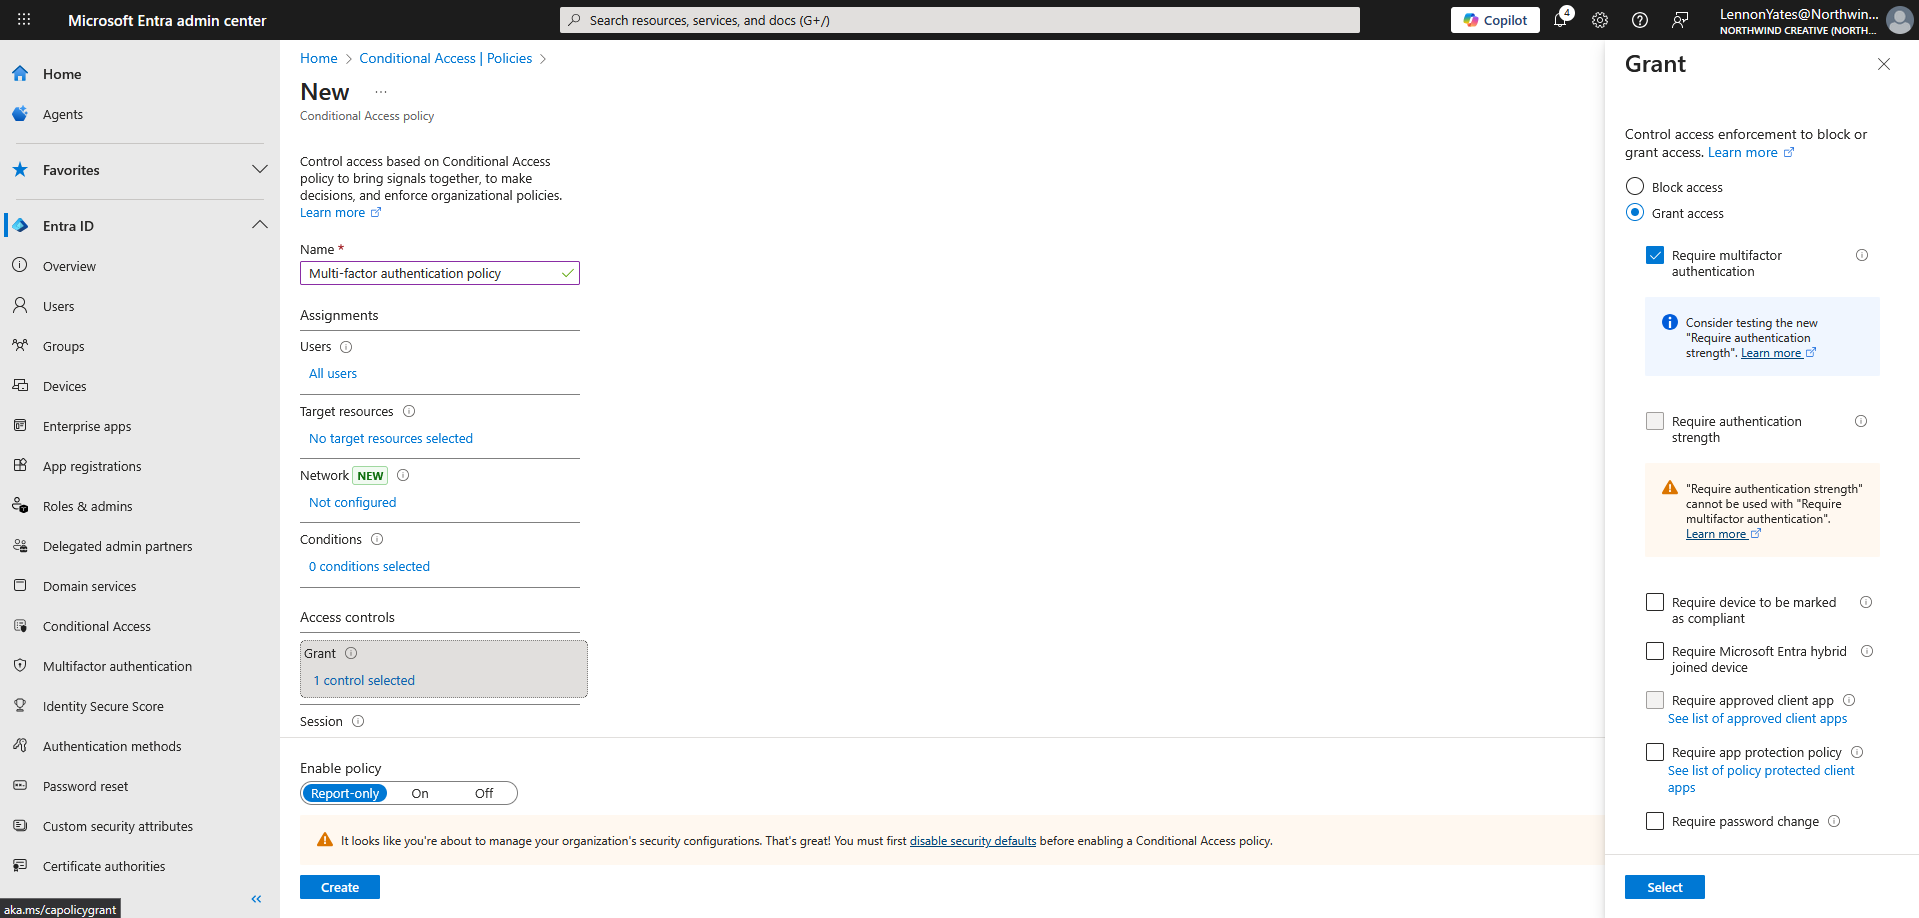 Microsoft Entra admin center
Search resources, services, and docs (G+/)
Copilot
4
LennonYates@Northwin...
NORTHWIND CREATIVE (NORTH...
Home
Agents
Favorites
Entra ID
Overview
Users
Groups
Devices
Enterprise apps
App registrations
Roles & admins
Delegated admin partners
Domain services
Conditional Access
Multifactor authentication
Identity Secure Score
Authentication methods
Password reset
Custom security attributes
Certificate authorities
aka.ms/capolicygrant
Home > Conditional Access | Policies >
New ...
Conditional Access policy
Control access based on Conditional Access
policy to bring signals together, to make
decisions, and enforce organizational policies.
Learn more
Name *
Multi-factor authentication policy
Assignments
Users
All users
Target resources
No target resources selected
Network NEW
Not configured
Conditions
0 conditions selected
Access controls
Grant
1 control selected
Session
Enable policy
Report-only On Off
It looks like you're about to manage your organization's security configurations. That's great! You must first disable security defaults before enabling a Conditional Access policy.
Create
Grant
Control access enforcement to block or
grant access. Learn more
Block access
Grant access
Require multifactor
authentication
Consider testing the new
"Require authentication
strength". Learn more
Require authentication
strength
"Require authentication strength"
cannot be used with "Require
multifactor authentication".
Learn more
Require device to be marked
as compliant
Require Microsoft Entra hybrid
joined device
Require approved client app
See list of approved client apps
Require app protection policy
See list of policy protected client
apps
Require password change
Select